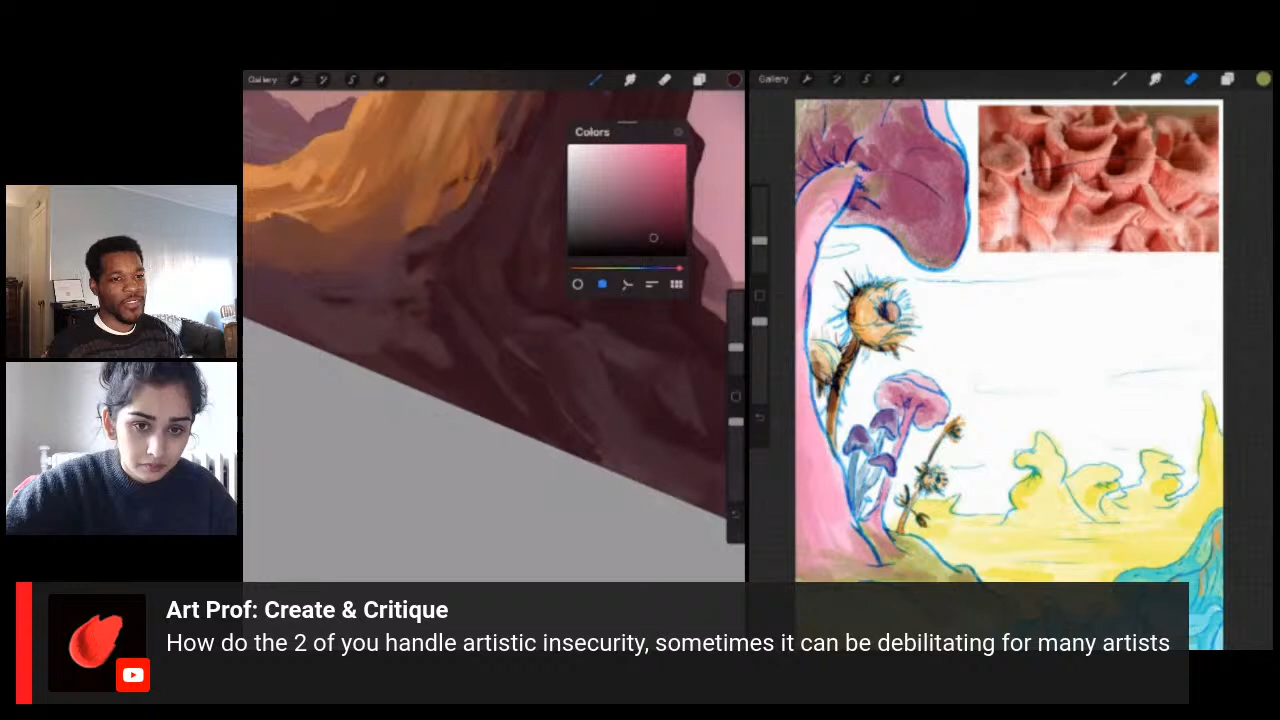 Gallery
Colors
Gallery
Art Prof: Create & Critique
How do the 2 of you handle artistic insecurity, sometimes it can be debilitating for many artists